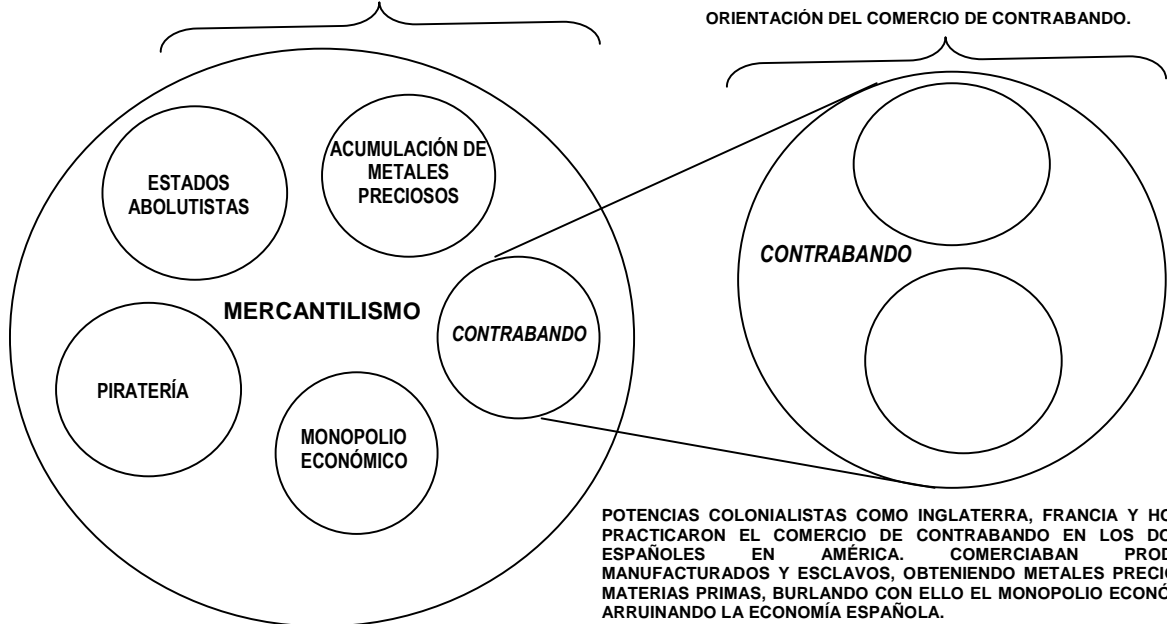 ORIENTACIÓN DEL COMERCIO DE CONTRABANDO.
ESTADOS
ABOLUTISTAS
ACUMULACIÓN DE
METALES
PRECIOSOS
MERCANTILISMO
CONTRABANDO
PIRATERÍA
MONOPOLIO
ECONÓMICO
CONTRABANDO
POTENCIAS COLONIALISTAS COMO INGLATERRA, FRANCIA Y
PRACTICARON EL COMERCIO DE CONTRABANDO EN LOS
ESPAÑOLES EN AMÉRICA. COMERCIABAN
MANUFACTURADOS Y ESCLAVOS, OBTENIENDO METALES
MATERIAS PRIMAS, BURLANDO CON ELLO EL MONOPOLIO
ARRUINANDO LA ECONOMÍA ESPAÑOLA.